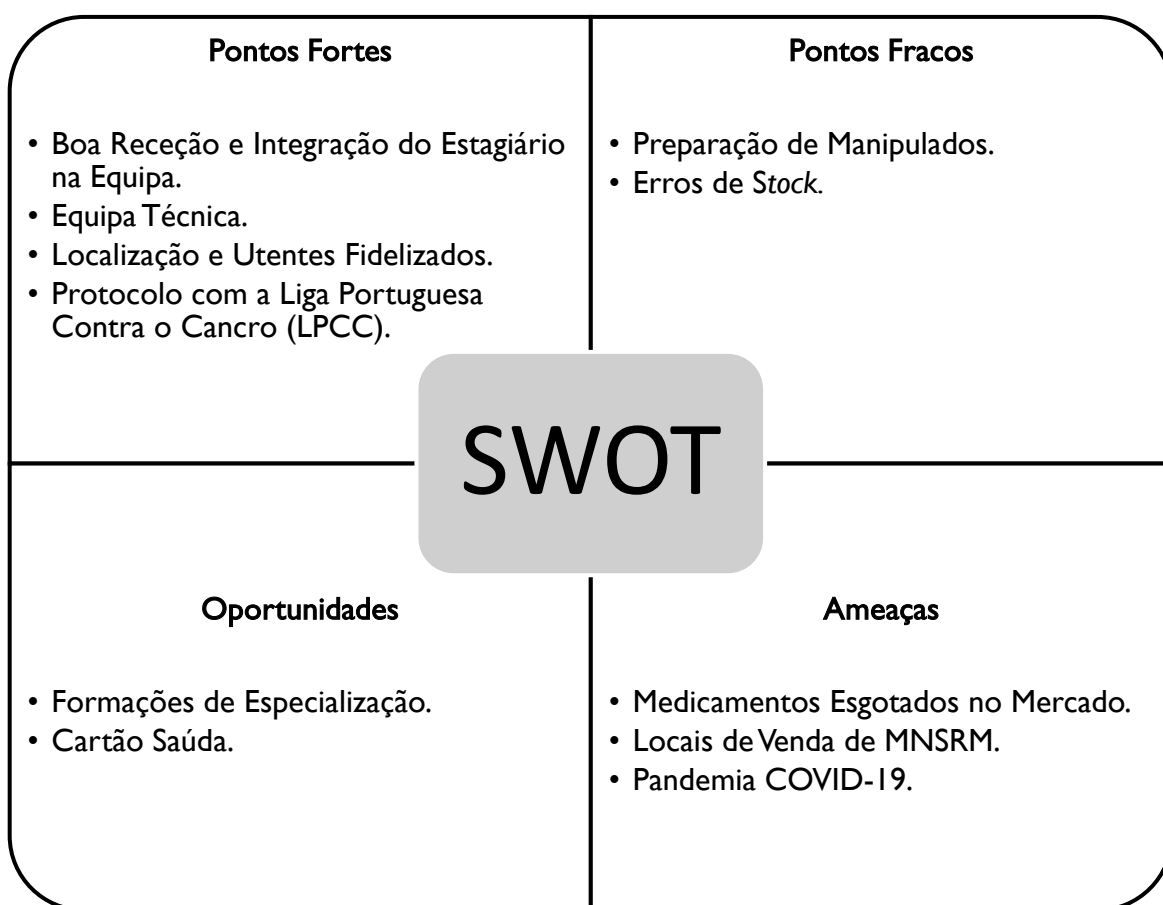 Pontos Fortes
• Boa Receção e Integração do Estagiário
na Equipa.
• Equipa Técnica.
• Localização e Utentes Fidelizados.
• Protocolo com a Liga Portuguesa
Contra o Cancro (LPCC).
Pontos Fracos
• Preparação de Manipulados.
• Erros de Stock.
SWOT
Oportunidades
• Formações de Especialização.
• Cartão Saúda.
Ameaças
• Medicamentos Esgotados no Mercado.
• Locais de Venda de MNSRM.
• Pandemia COVID-19.